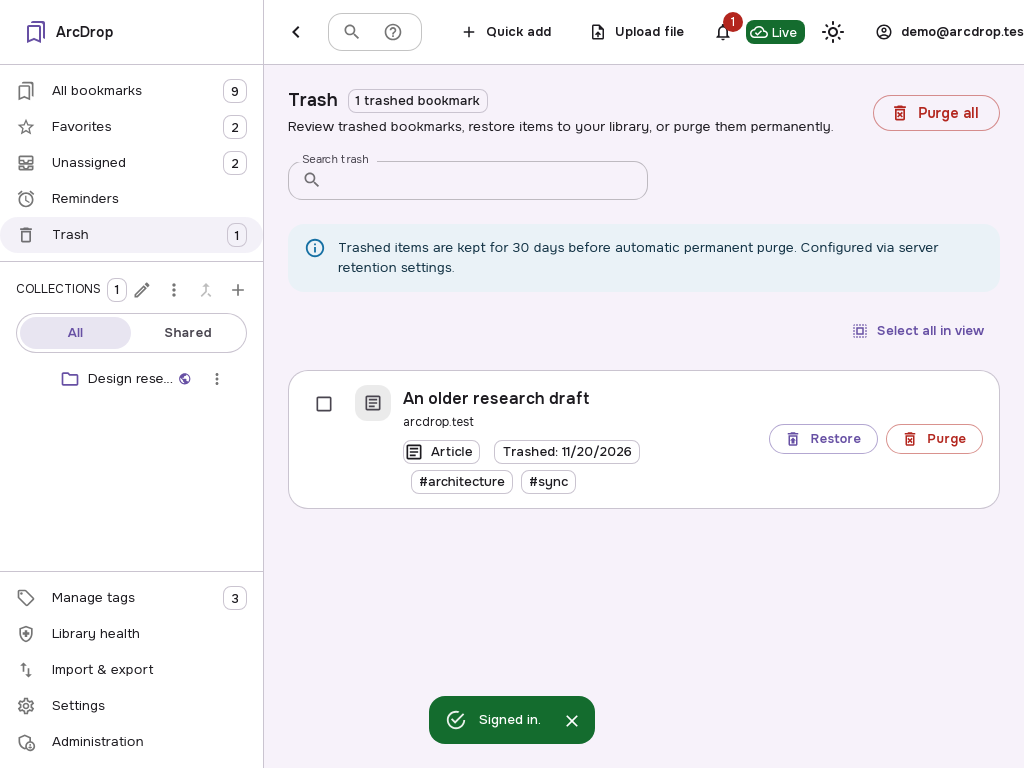 ArcDrop
Quick add
Upload file
1
Live
demo@arcdrop.tes
All bookmarks 9
Favorites 2
Unassigned 2
Reminders
Trash 1
COLLECTIONS 1
All Shared
Design rese...
Manage tags 3
Library health
Import & export
Settings
Administration
Trash 1 trashed bookmark
Review trashed bookmarks, restore items to your library, or purge them permanently.
Purge all
Search trash
Trashed items are kept for 30 days before automatic permanent purge. Configured via server
retention settings.
Select all in view
An older research draft
arcdrop.test
Article Trashed: 11/20/2026
#architecture #sync
Restore Purge
Signed in.